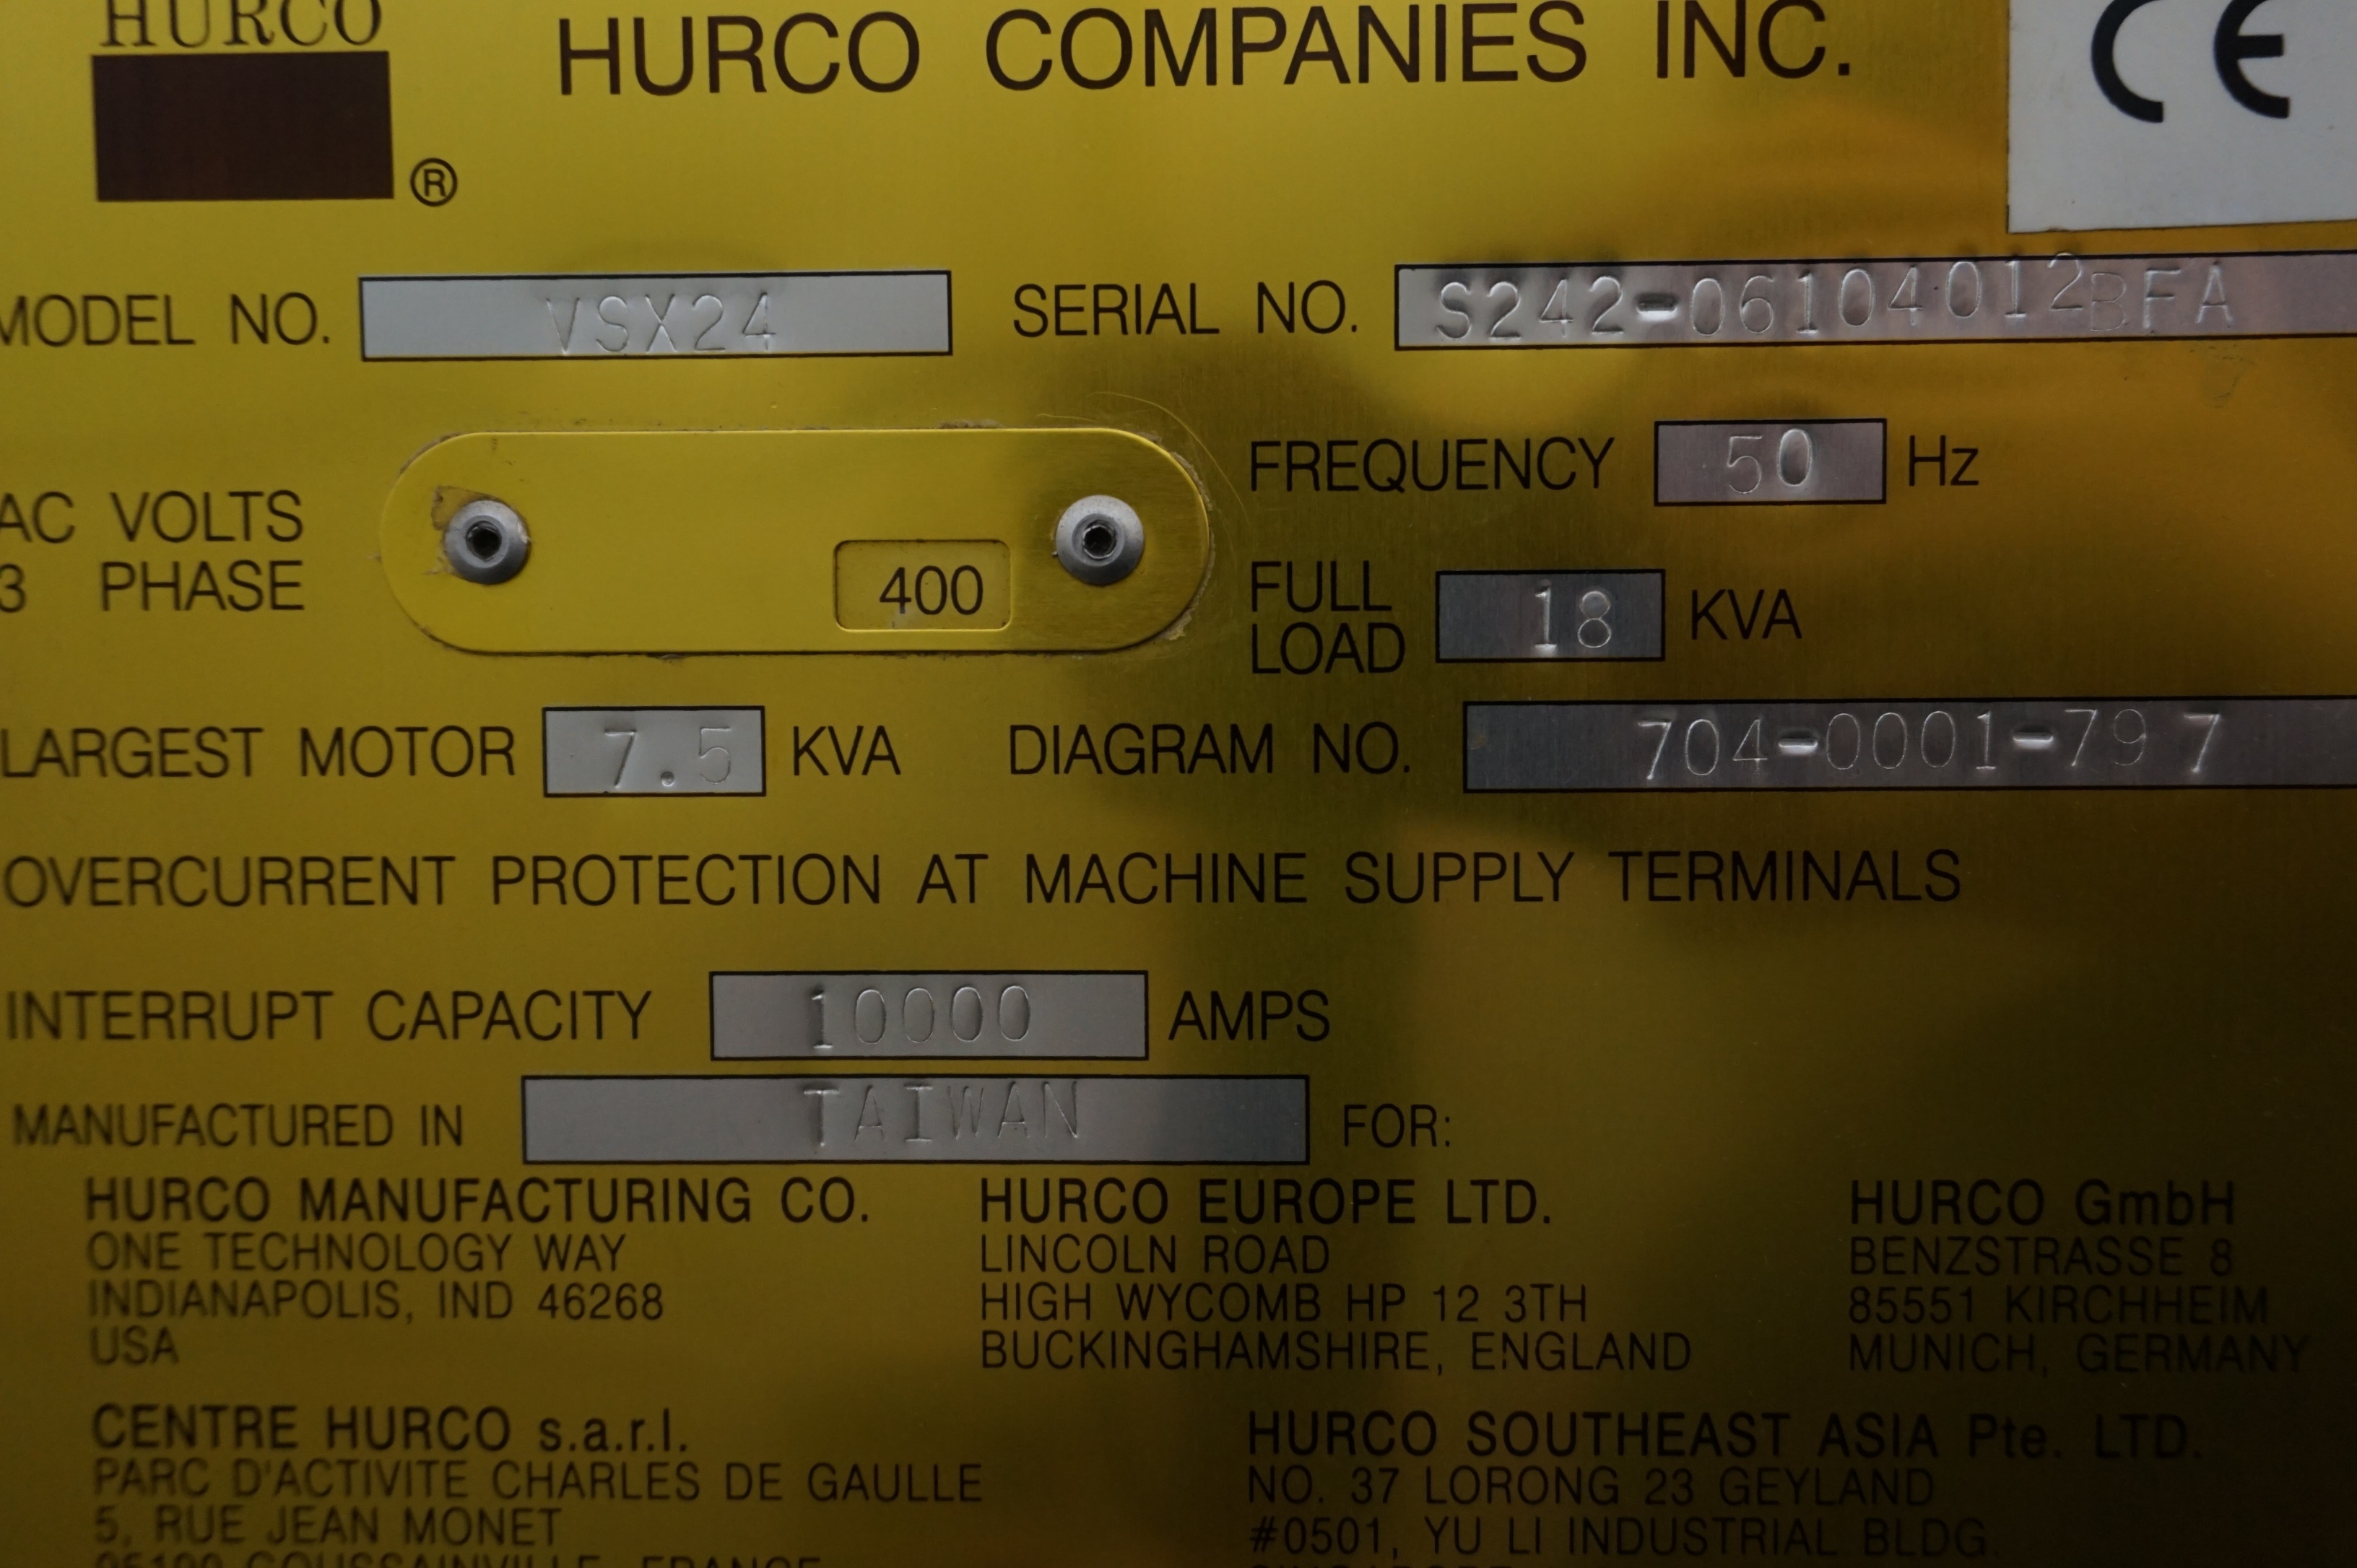 HURCO
®
HURCO COMPANIES INC.
CE
MODEL NO. VSX24 SERIAL NO. S242-06104012BFA
AC VOLTS
3 PHASE
400
FREQUENCY 50 Hz
FULL
LOAD 18 KVA
LARGEST MOTOR 7.5 KVA DIAGRAM NO. 704-0001-797
OVERCURRENT PROTECTION AT MACHINE SUPPLY TERMINALS
INTERRUPT CAPACITY 10000 AMPS
MANUFACTURED IN TAIWAN FOR:
HURCO MANUFACTURING CO.
ONE TECHNOLOGY WAY
INDIANAPOLIS, IND 46268
USA
HURCO EUROPE LTD.
LINCOLN ROAD
HIGH WYCOMB HP 12 3TH
BUCKINGHAMSHIRE, ENGLAND
HURCO GmbH
BENZSTRASSE 8
85551 KIRCHHEIM
MUNICH, GERMANY
CENTRE HURCO s.a.r.l.
PARC D'ACTIVITE CHARLES DE GAULLE
5, RUE JEAN MONET
95190 GOUSSAINVILLE, FRANCE
HURCO SOUTHEAST ASIA Pte. LTD.
NO. 37 LORONG 23 GEYLAND
#0501, YU LI INDUSTRIAL BLDG.